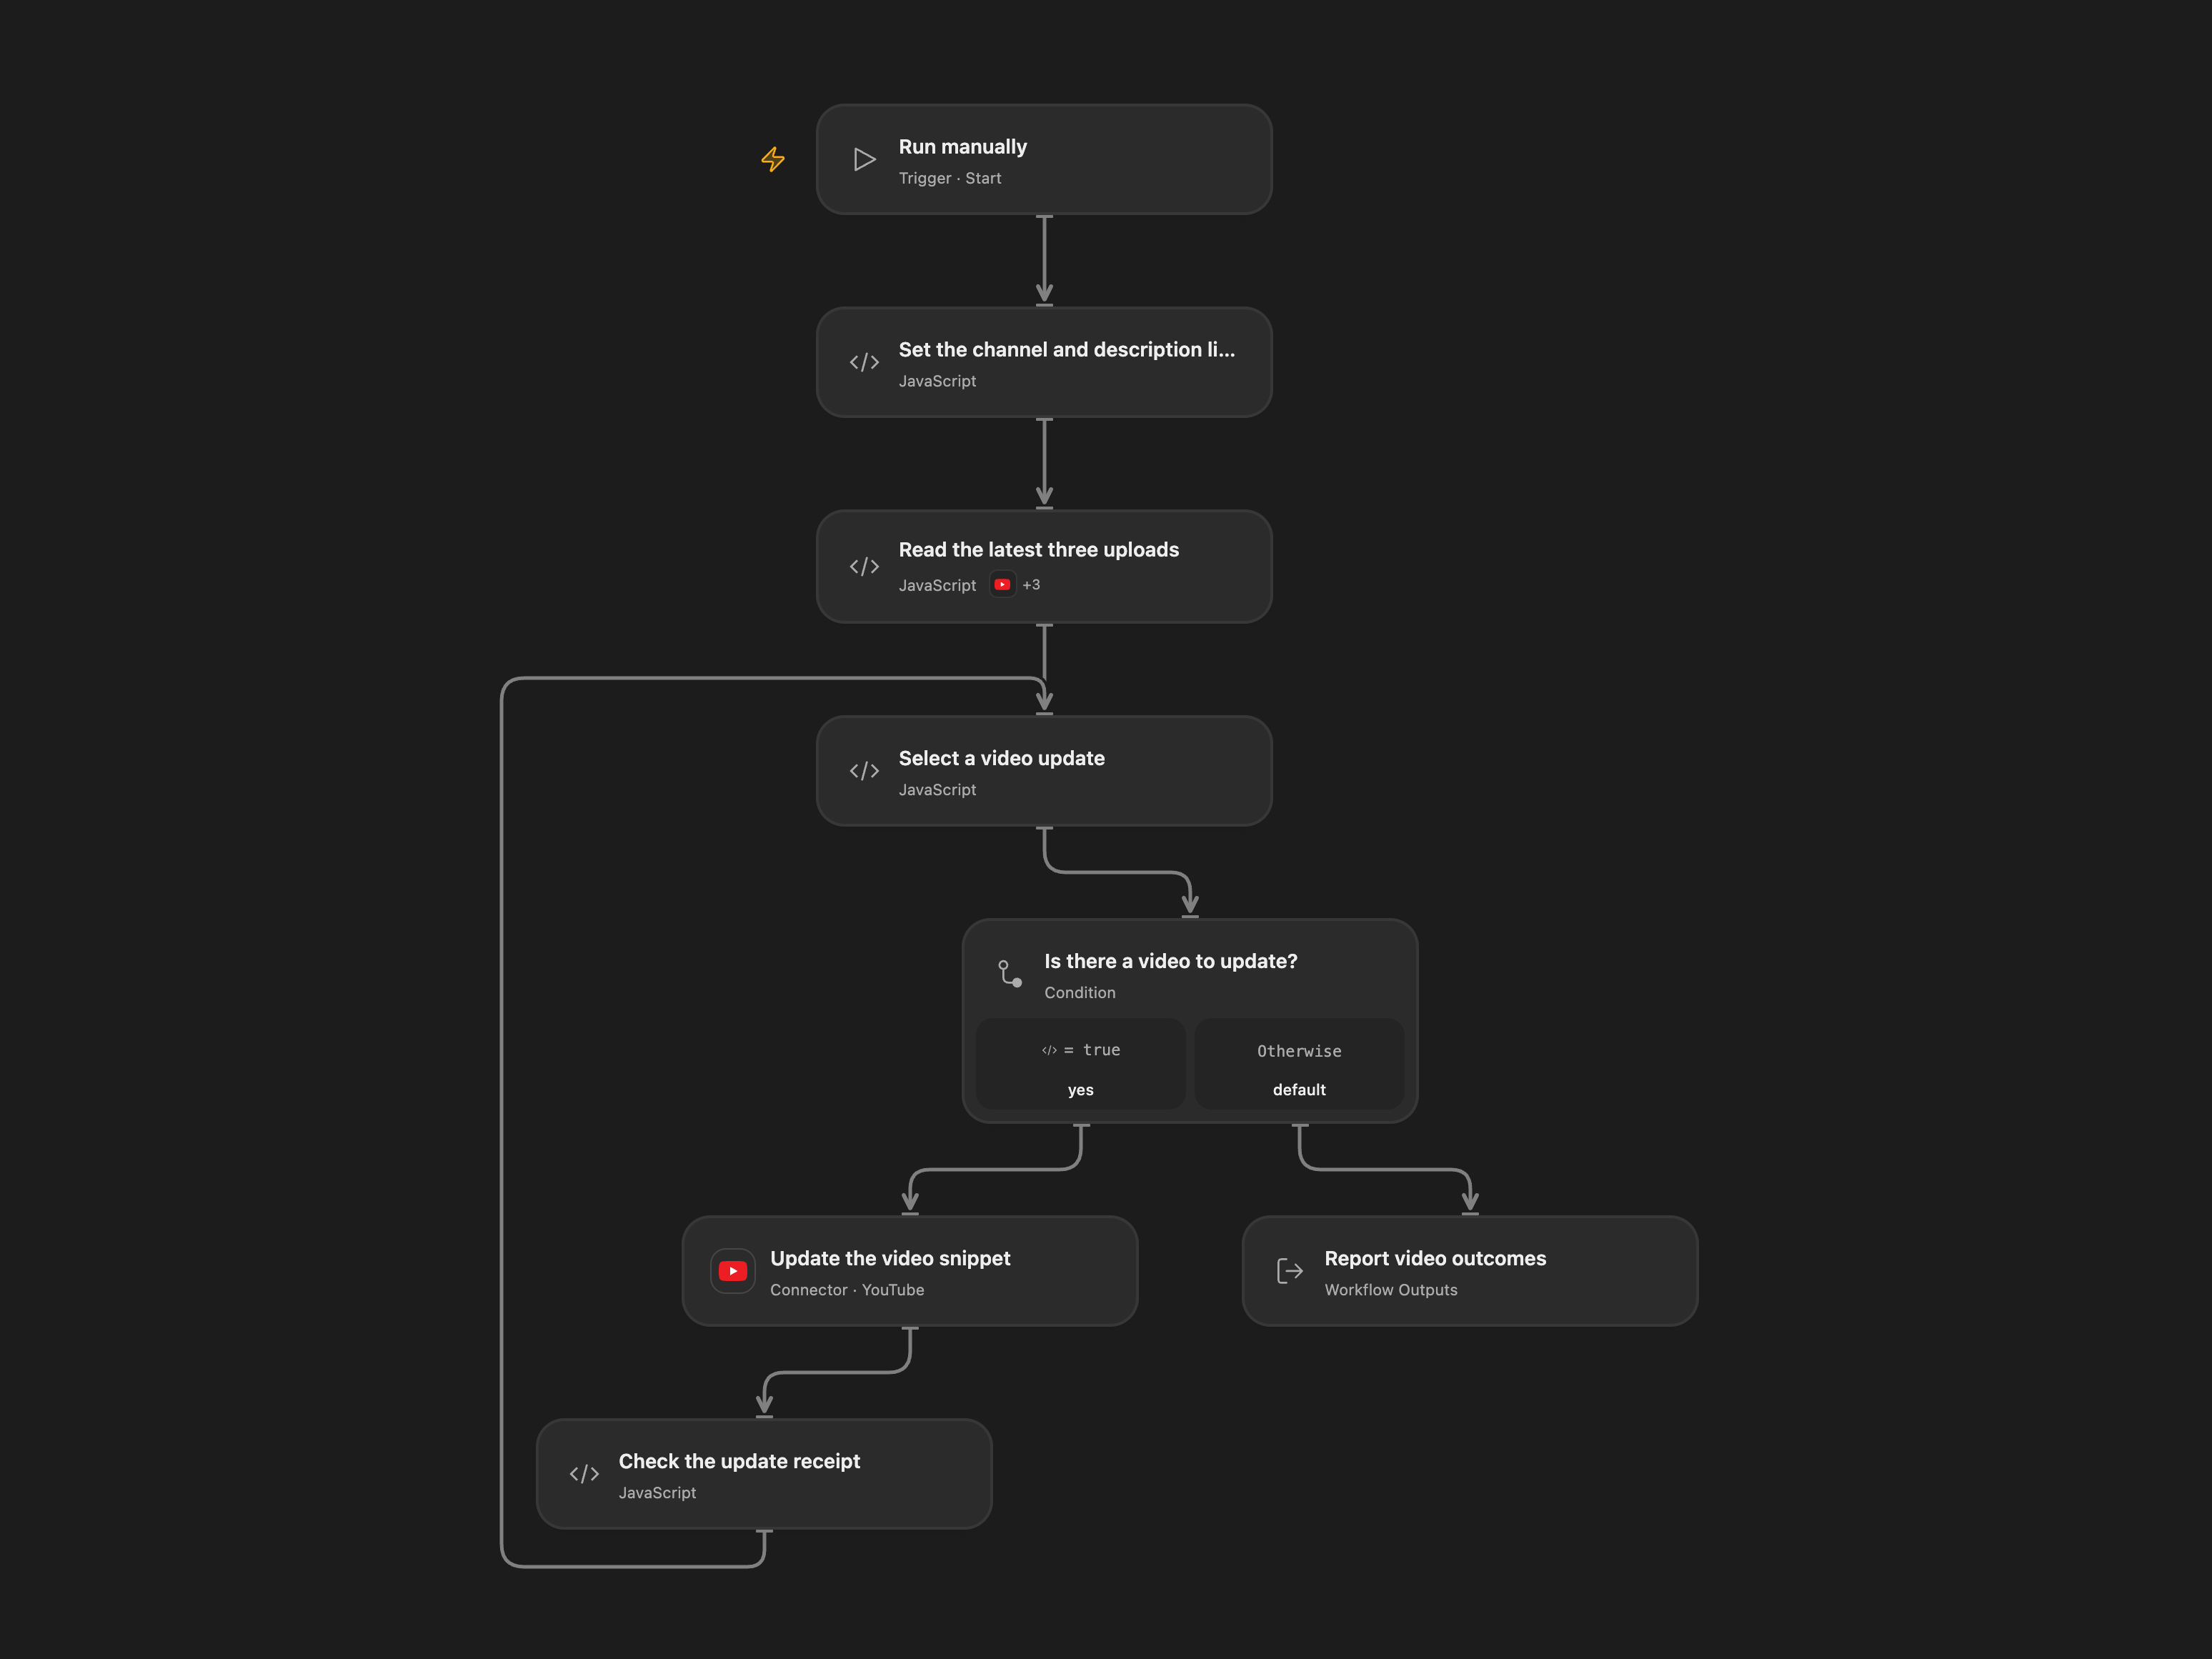 Run manually
Trigger · Start
Set the channel and description li...
JavaScript
Read the latest three uploads
JavaScript +3
Select a video update
JavaScript
Is there a video to update?
Condition
</> = true
Otherwise
yes
default
Update the video snippet
Connector · YouTube
Report video outcomes
Workflow Outputs
Check the update receipt
JavaScript